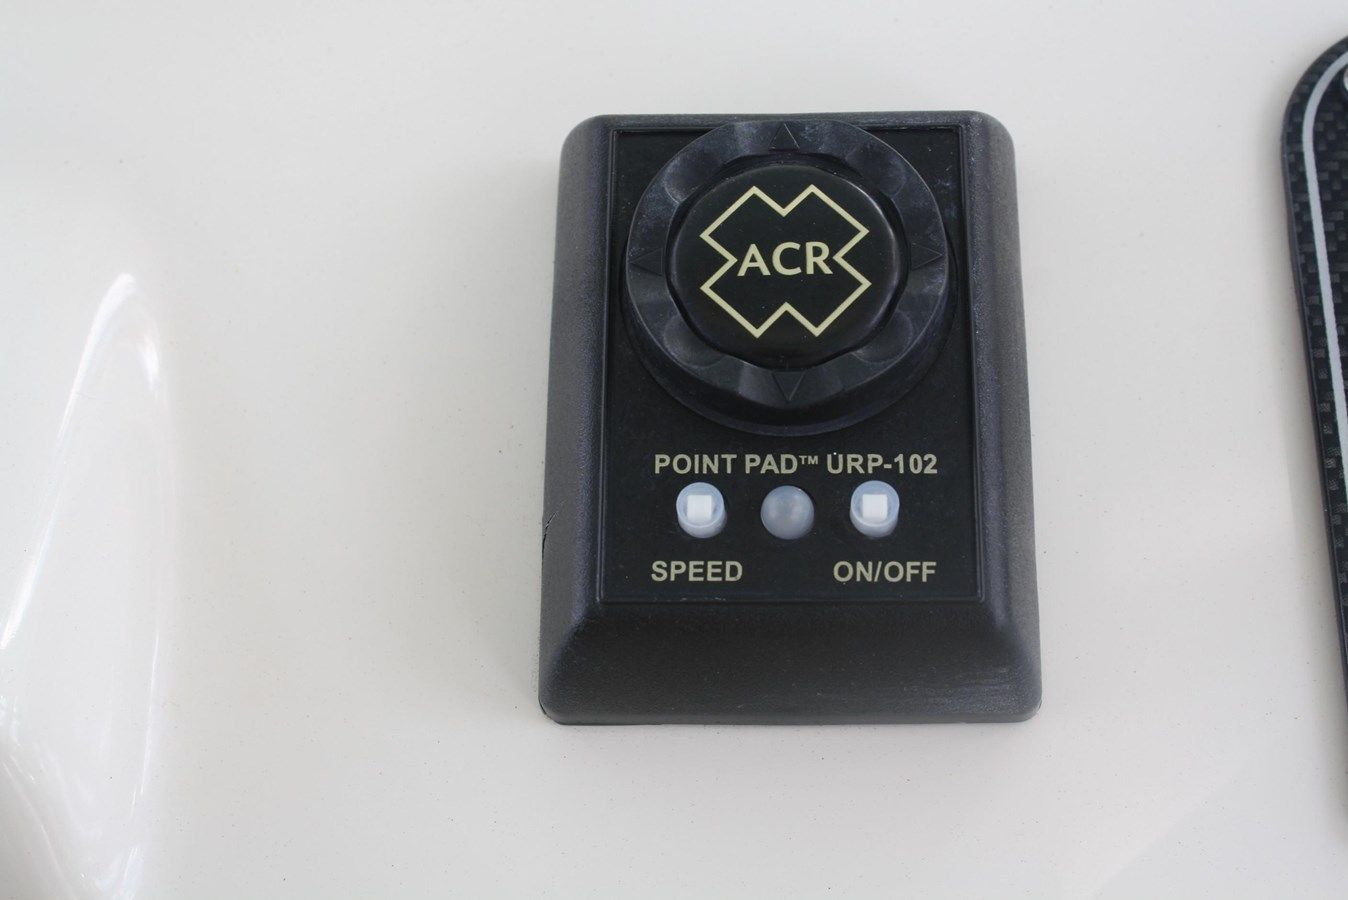 ACR
POINT PAD™ URP-102
SPEED ON/OFF